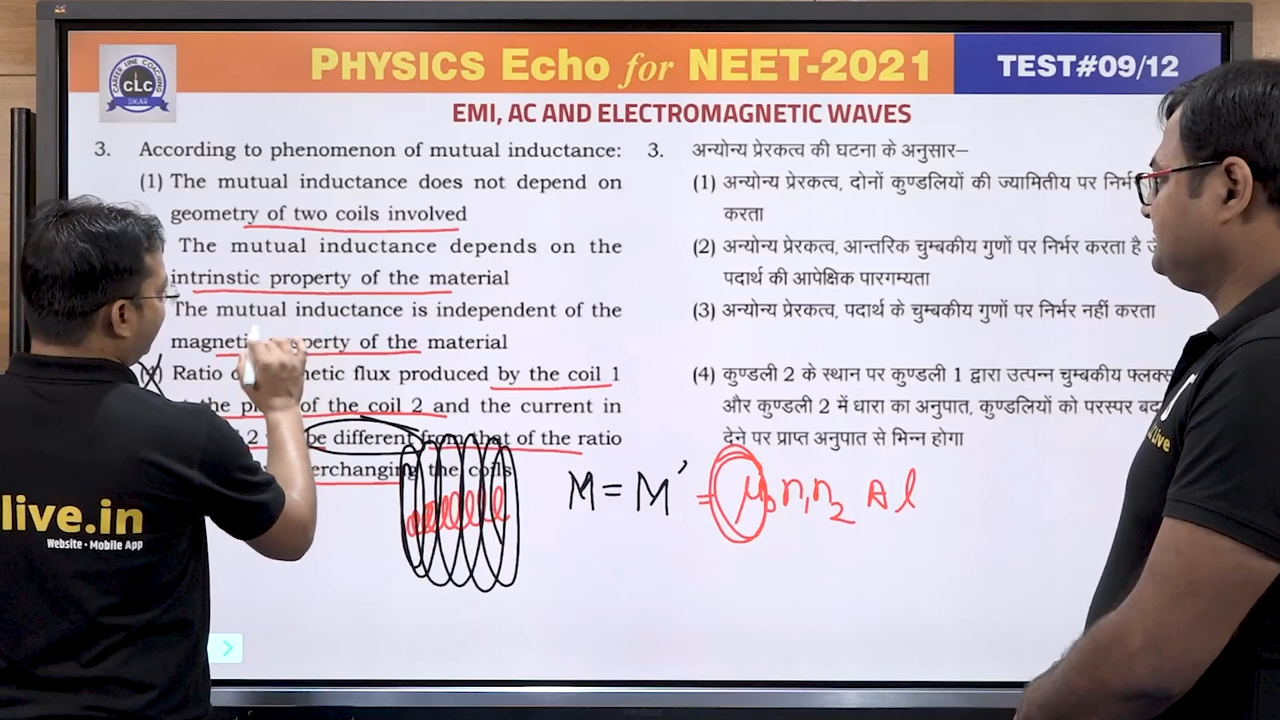 PHYSICS Echo for NEET-2021
TEST#09/12
CAREER LINE COACHING
CLC
SIKAR
EMI, AC AND ELECTROMAGNETIC WAVES
3. According to phenomenon of mutual inductance:
(1) The mutual inductance does not depend on
geometry of two coils involved
The mutual inductance depends on the
intrinstic property of the material
The mutual inductance is independent of the
property of the material
(4) Ratio flux produced by the coil 1
the of the coil 2 and the current in
2 be different from that of the ratio
the coils
3. अन्योन्य प्रेरकत्व की घटना के अनुसार–
(1) अन्योन्य प्रेरकत्व, दोनों कुण्डलियों की ज्यामितीय पर
करता
(2) अन्योन्य प्रेरकत्व, आन्तरिक चुम्बकीय गुणों पर निर्भर करता है
पदार्थ की आपेक्षिक पारगम्यता
(3) अन्योन्य प्रेरकत्व, पदार्थ के चुम्बकीय गुणों पर निर्भर नहीं करता
(4) कुण्डली 2 के स्थान पर कुण्डली 1 द्वारा उत्पन्न चुम्बकीय
और कुण्डली 2 में धारा का अनुपात, कुण्डलियों को परस्पर
देने पर प्राप्त अनुपात से भिन्न होगा
M = M′ = μ₀ n₁ n₂ A l
live.in
Website • Mobile App
Live